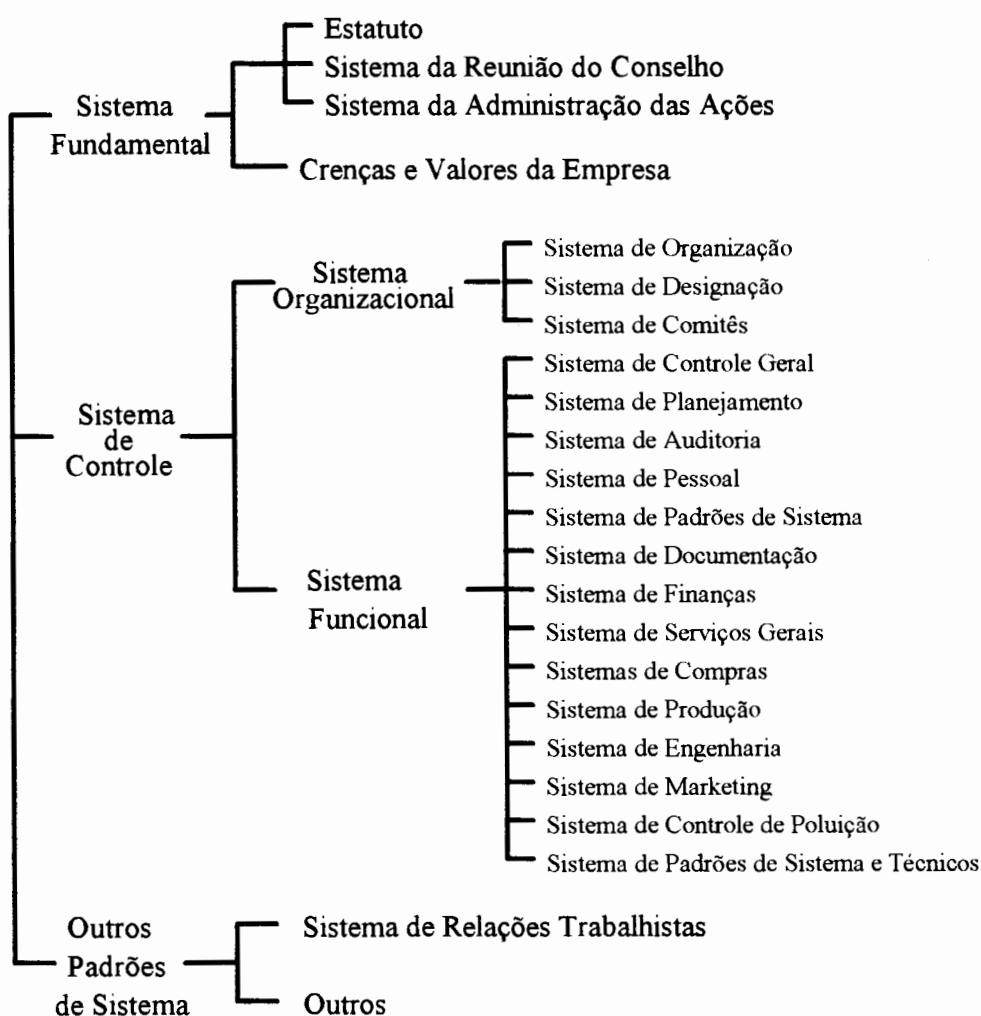 Estatuto
Sistema da Reunião do Conselho
Sistema da Administração das Ações
Sistema
Fundamental
Crenças e Valores da Empresa
Sistema de Organização
Sistema
Organizacional
Sistema de Designação
Sistema de Comitês
Sistema de Controle Geral
Sistema de Planejamento
Sistema
de
Controle
Sistema de Auditoria
Sistema de Pessoal
Sistema de Padrões de Sistema
Sistema de Documentação
Sistema
Funcional
Sistema de Finanças
Sistema de Serviços Gerais
Sistemas de Compras
Sistema de Produção
Sistema de Engenharia
Sistema de Marketing
Sistema de Controle de Poluição
Sistema de Padrões de Sistema e Técnicos
Outros
Padrões
de Sistema
Sistema de Relações Trabalhistas
Outros